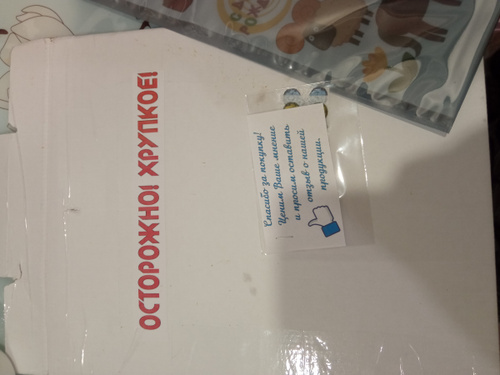 ОСТОРОЖНО! ХРУПКОЕ!
Спасибо за покупку!
Ценим Ваше мнение
и просим оставить
отзыв о нашей
продукции.